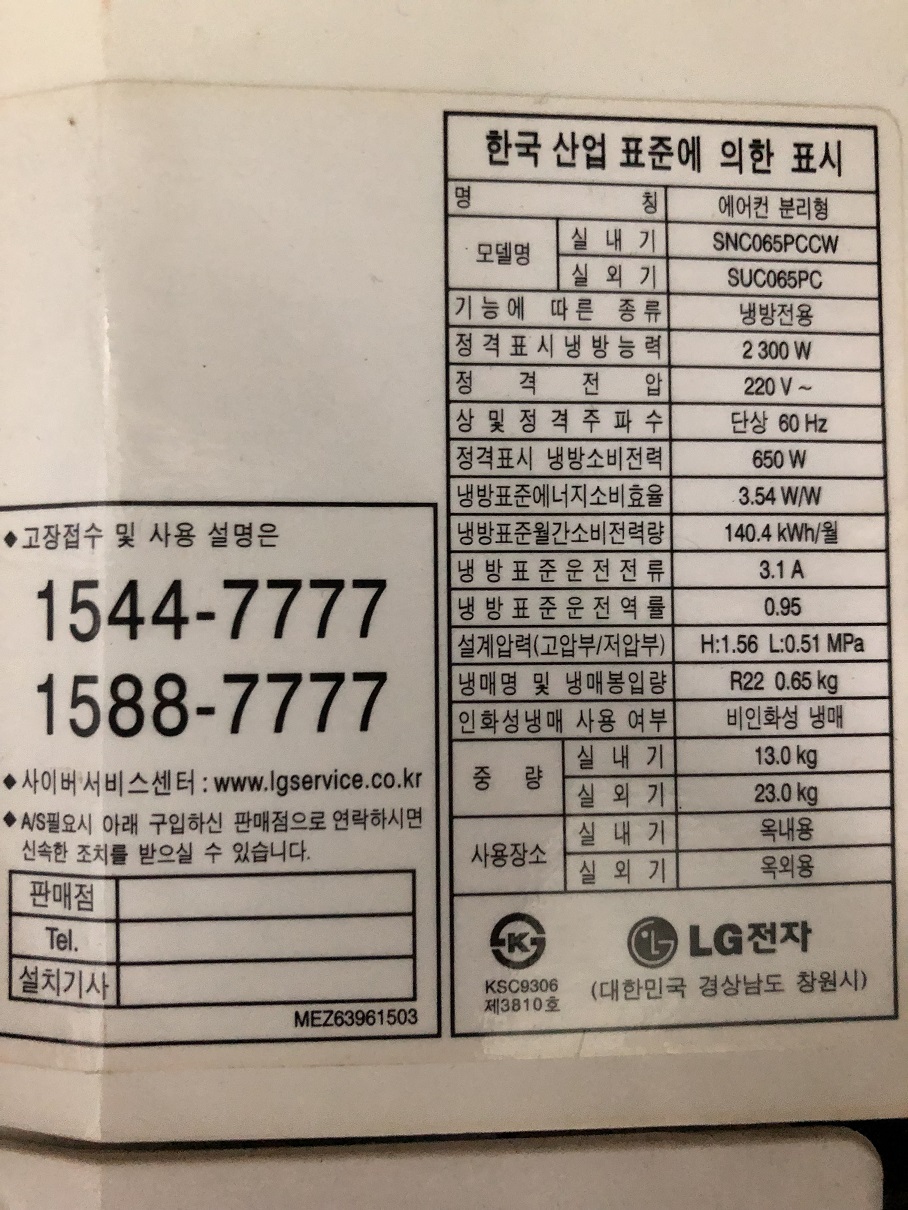 한국 산업 표준에 의한 표시
명칭 에어컨 분리형
모델명 실내기 SNC065PCCW
실외기 SUC065PC
기능에 따른 종류 냉방전용
정격표시냉방능력 2 300 W
정격전압 220 V ~
상 및 정격주파수 단상 60 Hz
정격표시 냉방소비전력 650 W
냉방표준에너지소비효율 3.54 W/W
냉방표준월간소비전력량 140.4 kWh/월
냉방표준운전전류 3.1 A
냉방표준운전역률 0.95
설계압력(고압부/저압부) H:1.56 L:0.51 MPa
냉매명 및 냉매봉입량 R22 0.65 kg
인화성냉매 사용 여부 비인화성 냉매
중량 실내기 13.0 kg
실외기 23.0 kg
사용장소 실내기 옥내용
실외기 옥외용
K
KSC9306
제3810호
LG전자
(대한민국 경상남도 창원시)
◆고장접수 및 사용 설명은
1544-7777
1588-7777
◆사이버서비스센터 : www.lgservice.co.kr
◆A/S필요시 아래 구입하신 판매점으로 연락하시면
신속한 조치를 받으실 수 있습니다.
판매점
Tel.
설치기사
MEZ63961503